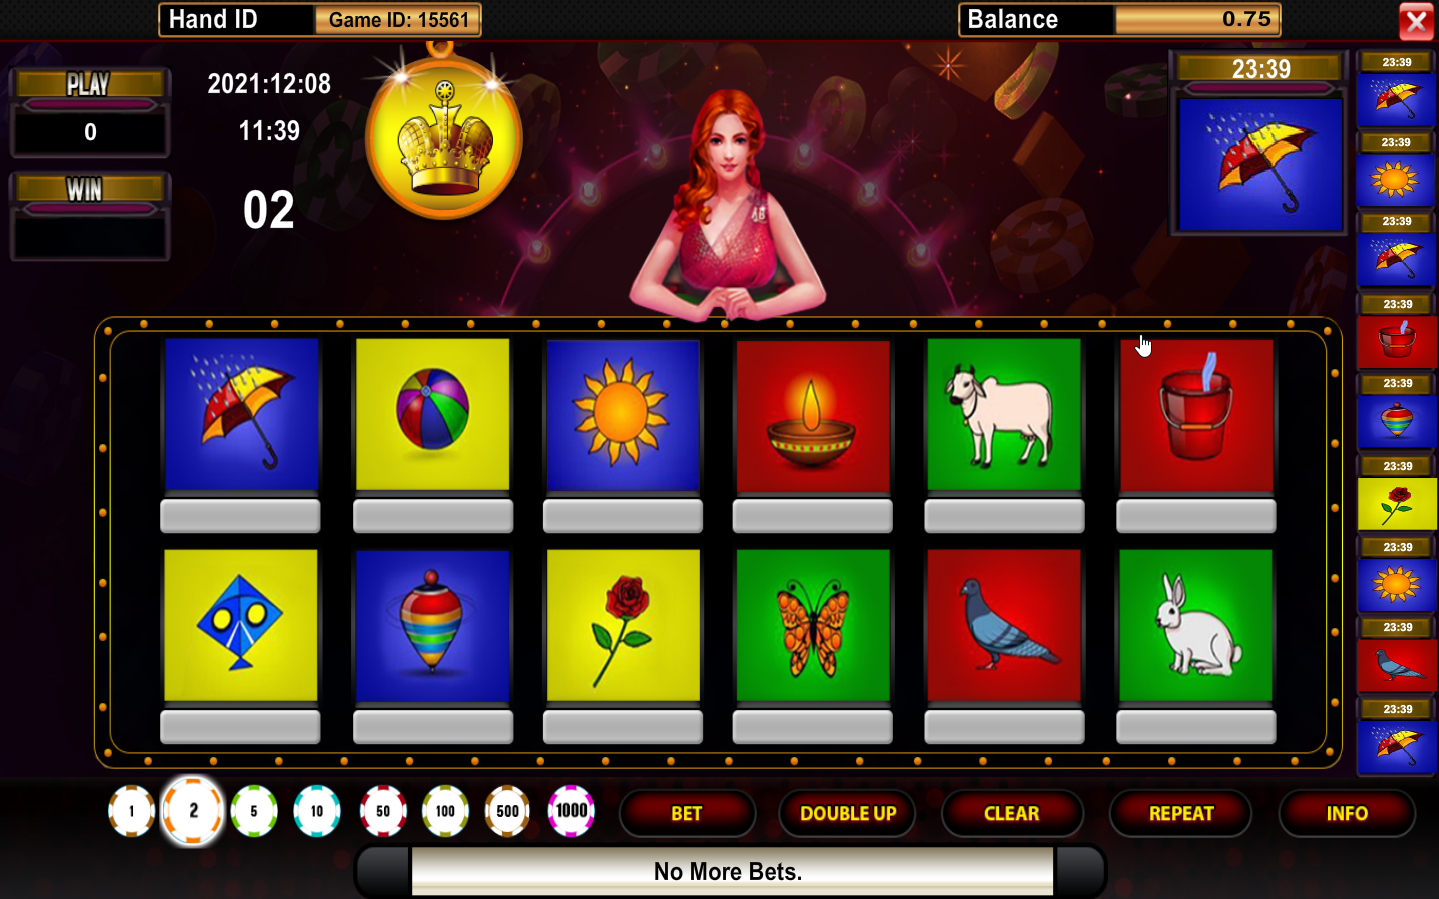 Hand ID
Game ID: 15561
Balance
0.75
PLAY
0
WIN
2021:12:08
11:39
02
23:39
23:39
23:39
23:39
23:39
23:39
23:39
23:39
23:39
23:39
1
2
5
10
50
100
500
1000
BET
DOUBLE UP
CLEAR
REPEAT
INFO
No More Bets.